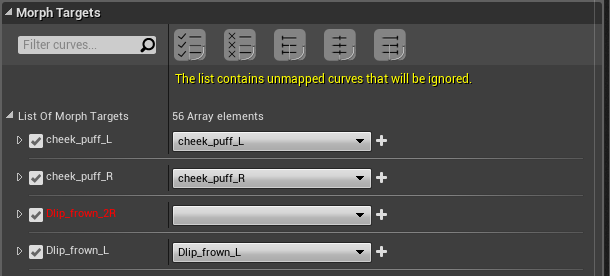 Morph Targets
Filter curves...
The list contains unmapped curves that will be ignored.
List Of Morph Targets 56 Array elements
cheek_puff_L cheek_puff_L
cheek_puff_R cheek_puff_R
Dlip_frown_2R
Dlip_frown_L Dlip_frown_L